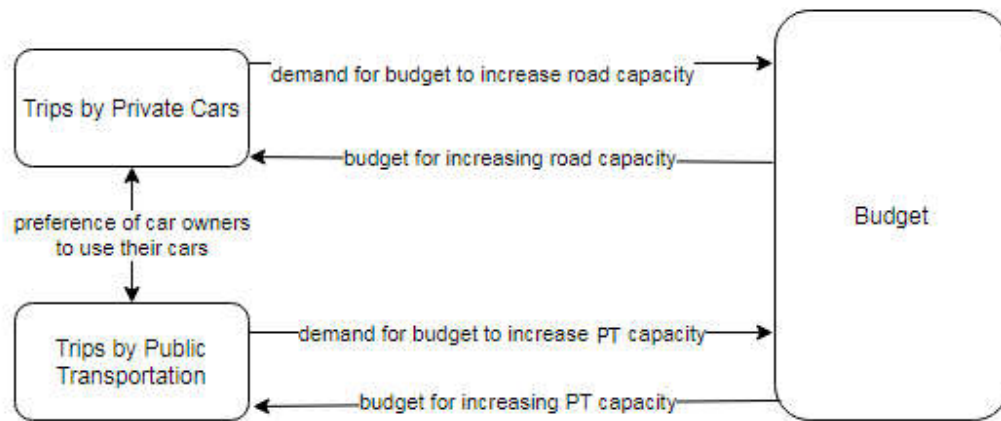 demand for budget to increase road capacity
Trips by Private Cars
budget for increasing road capacity
preference of car owners
to use their cars
Budget
demand for budget to increase PT capacity
Trips by Public
Transportation
budget for increasing PT capacity